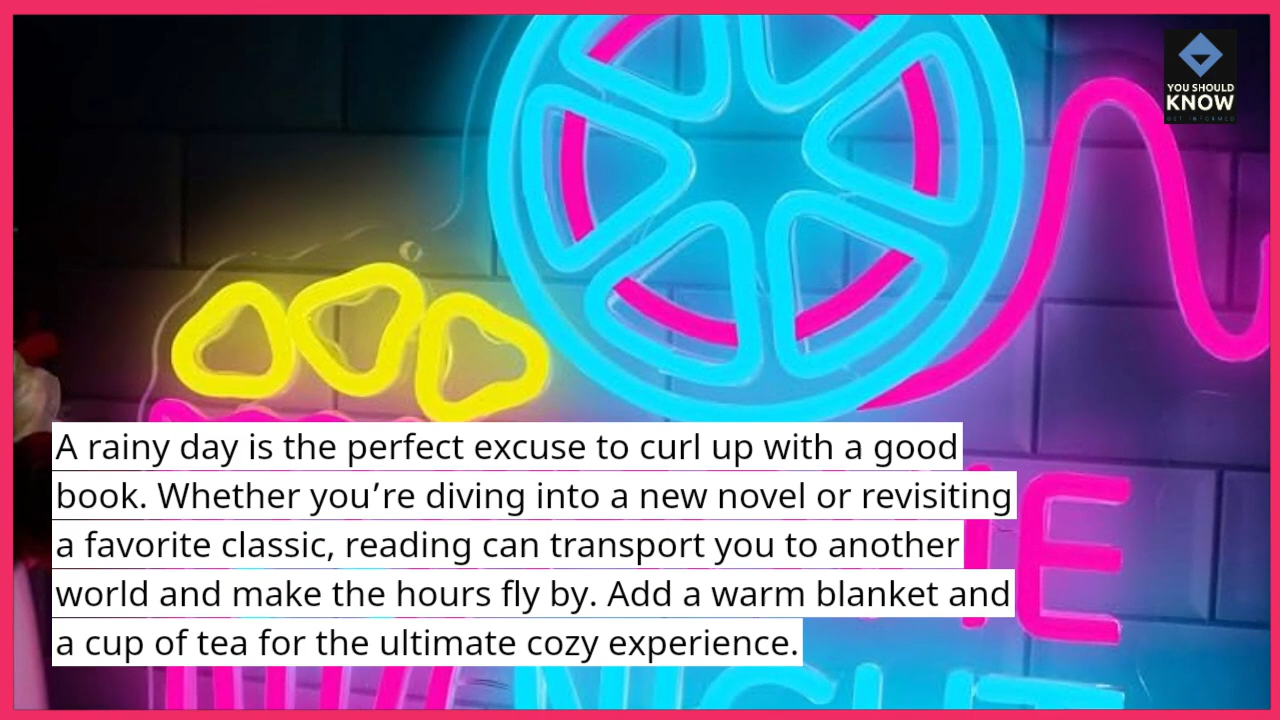 YOU SHOULD
KNOW
GET INFORMED
A rainy day is the perfect excuse to curl up with a good
book. Whether you’re diving into a new novel or revisiting
a favorite classic, reading can transport you to another
world and make the hours fly by. Add a warm blanket and
a cup of tea for the ultimate cozy experience.